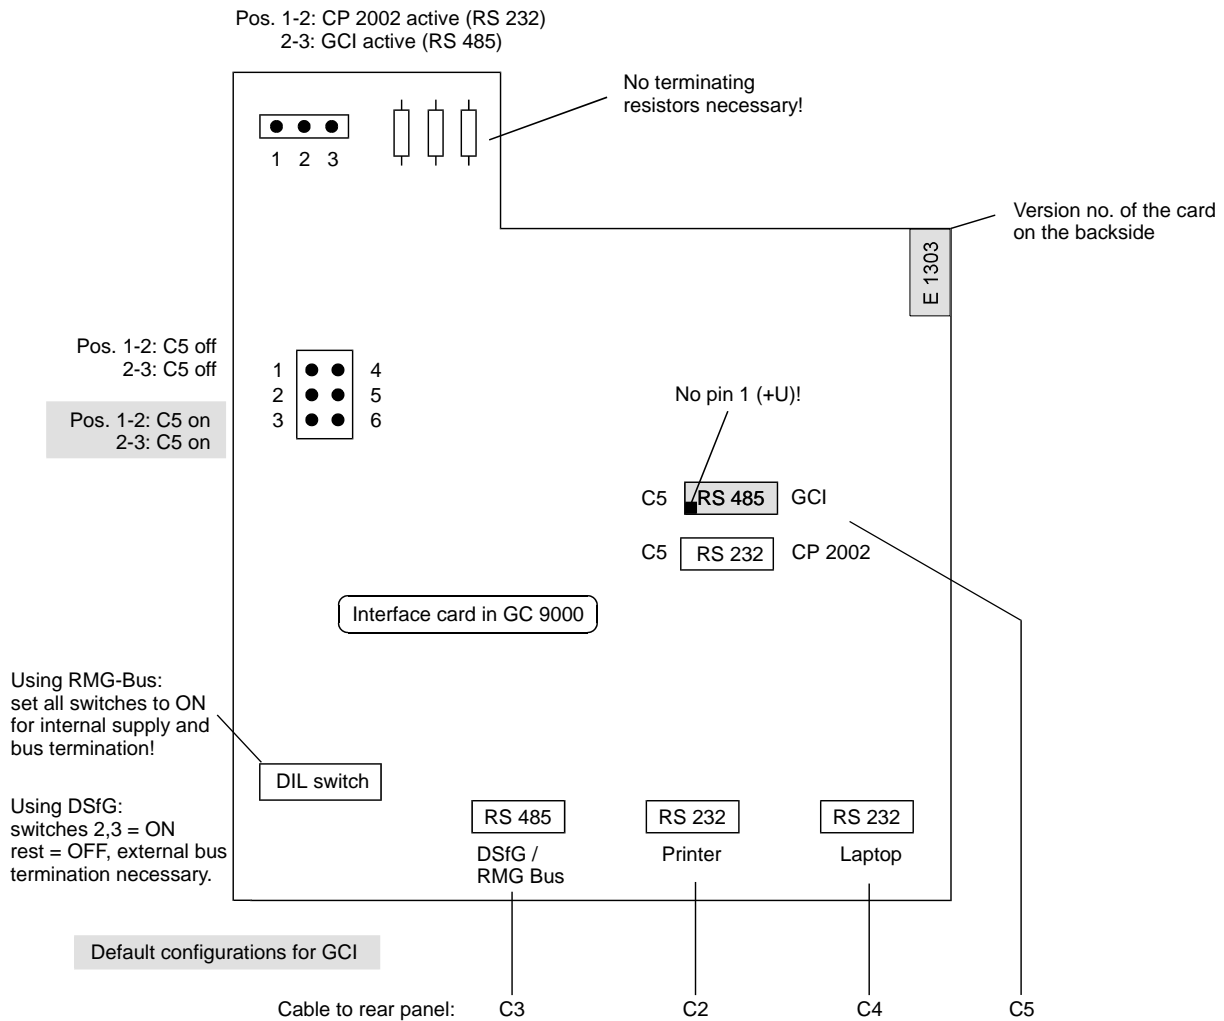 Pos. 1-2: CP 2002 active (RS 232)
2-3: GCI active (RS 485)
No terminating
resistors necessary!
1 2 3
Version no. of the card
on the backside
E 1303
Pos. 1-2: C5 off
2-3: C5 off
1 4
2 5
3 6
Pos. 1-2: C5 on
2-3: C5 on
No pin 1 (+U)!
C5 RS 485 GCI
C5 RS 232 CP 2002
Interface card in GC 9000
Using RMG-Bus:
set all switches to ON
for internal supply and
bus termination!
DIL switch
Using DSfG:
switches 2,3 = ON
rest = OFF, external bus
termination necessary.
RS 485 RS 232 RS 232
DSfG / Printer Laptop
RMG Bus
Default configurations for GCI
Cable to rear panel: C3 C2 C4 C5